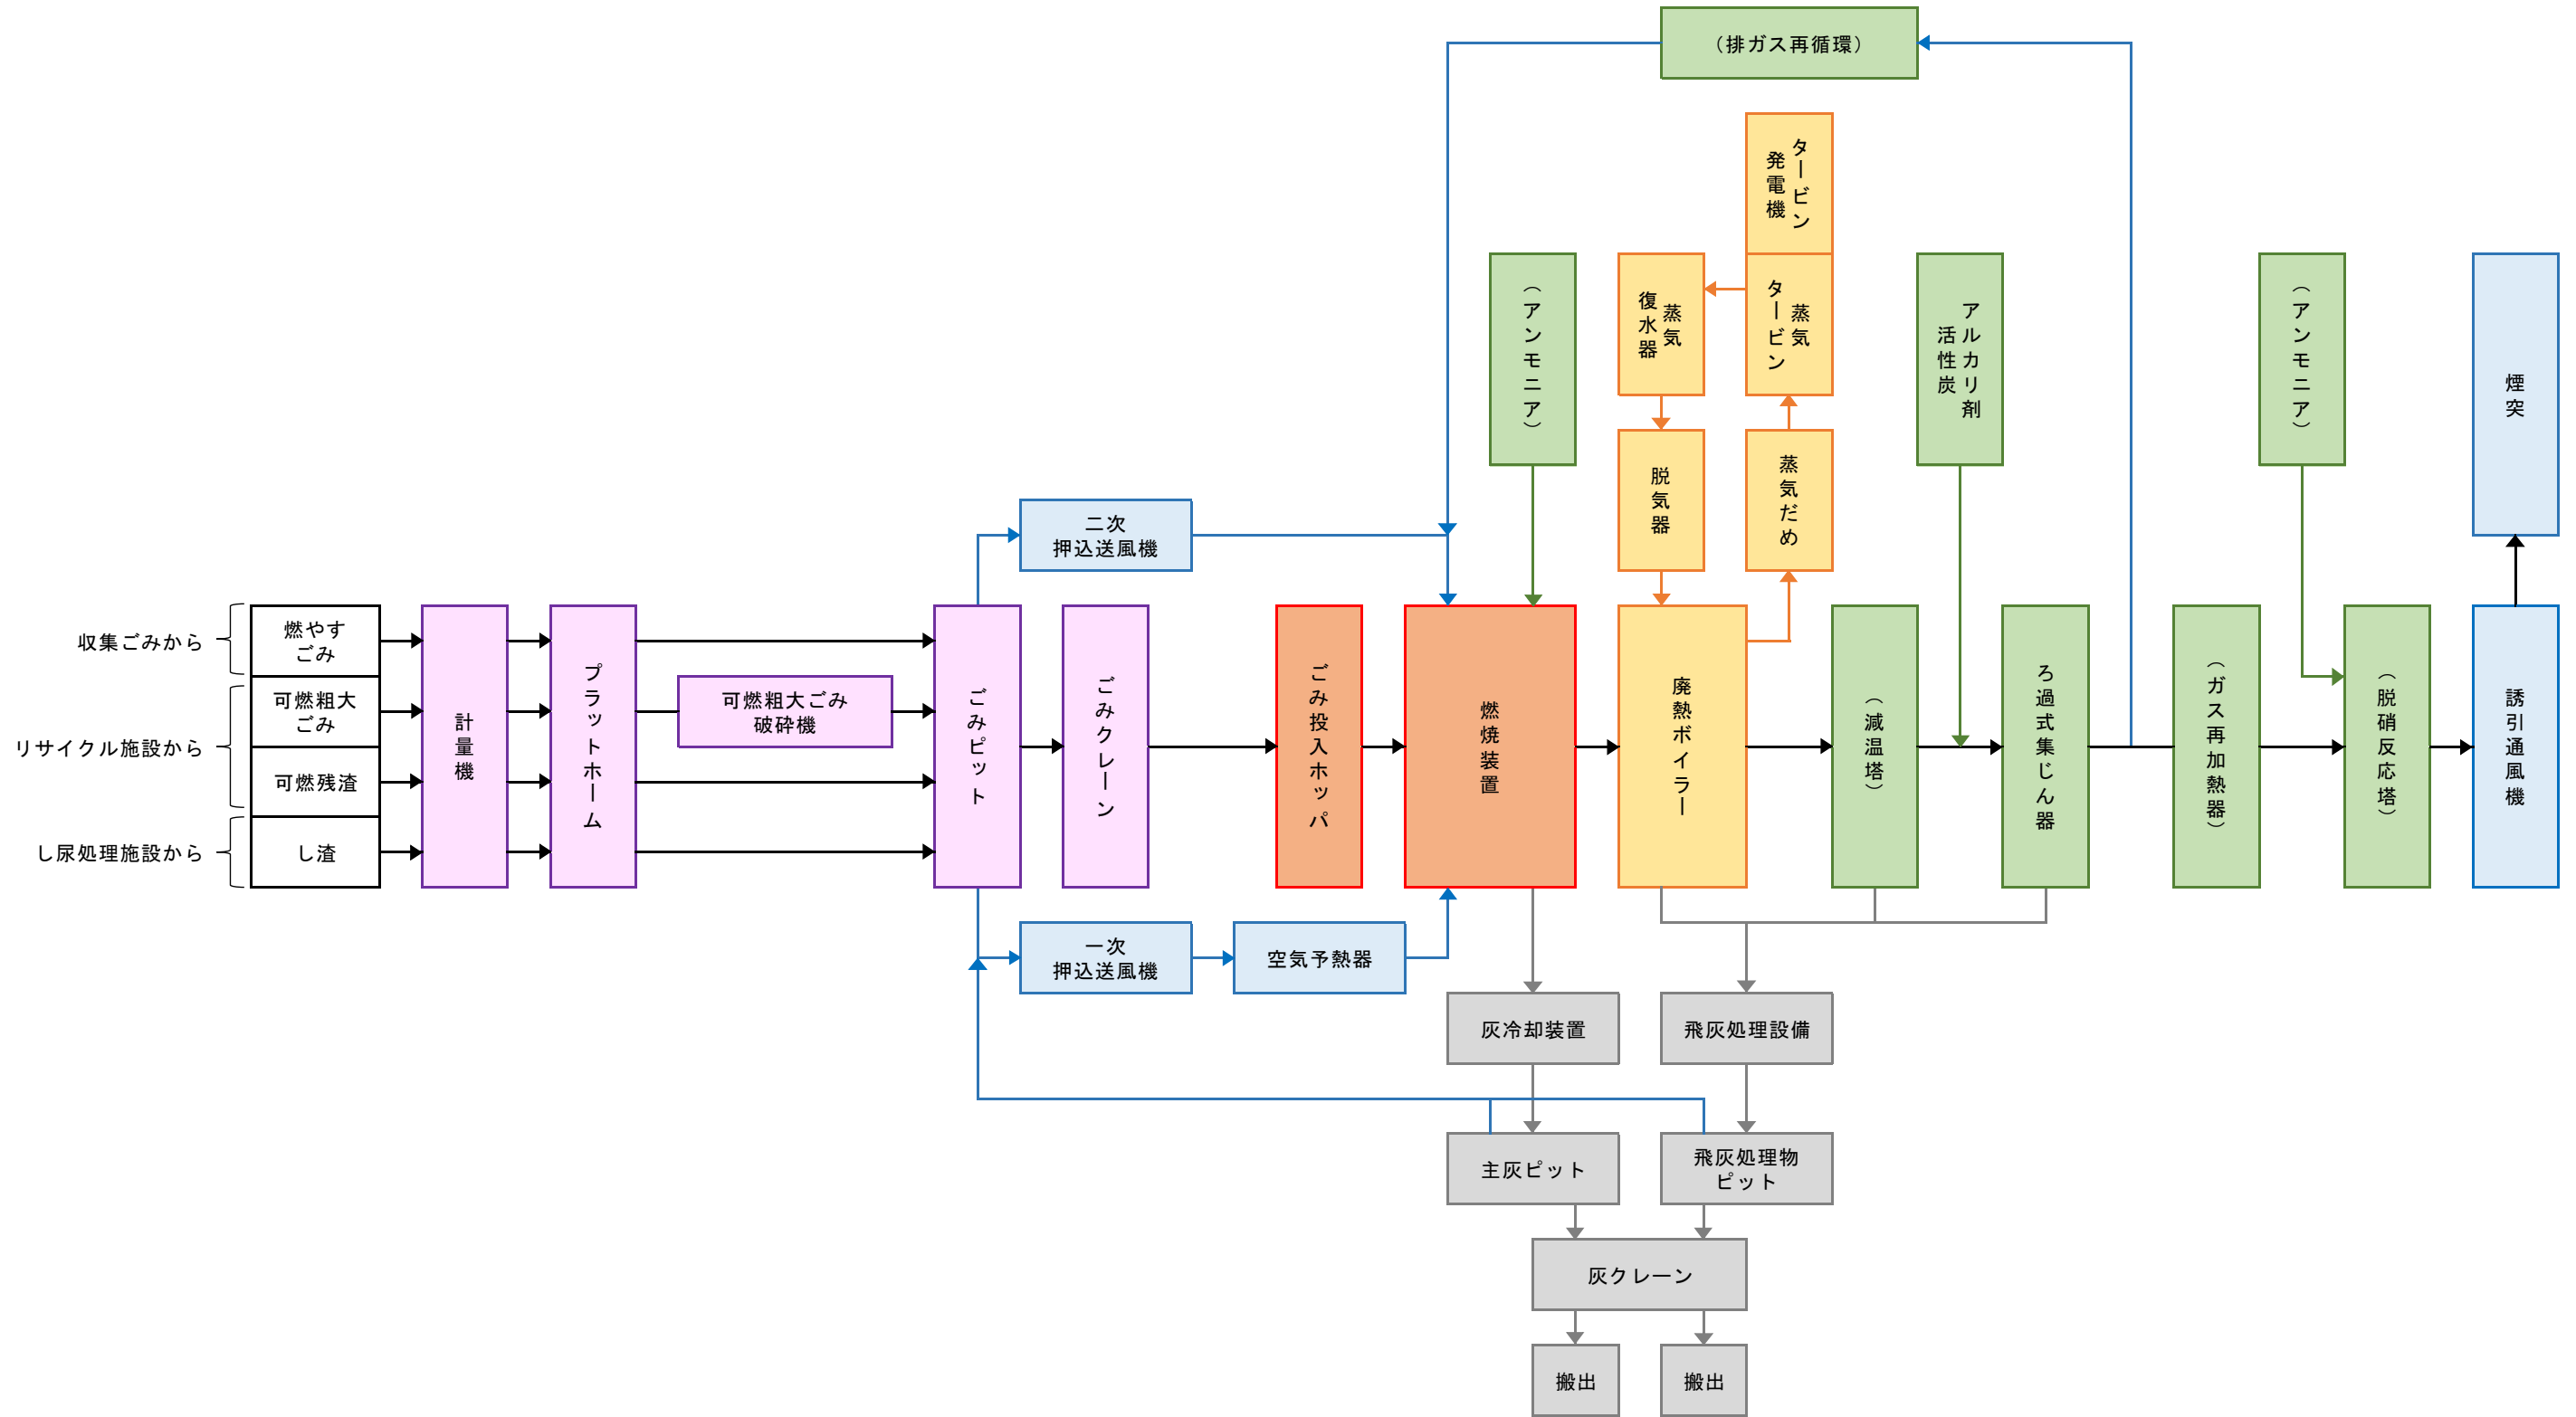 （排ガス再循環）
タービン
発電機
（アンモニア）
蒸気
復水器
蒸気
タービン
アルカリ剤
活性炭
（アンモニア）
煙突
脱気器
蒸気だめ
二次
押込送風機
収集ごみから
リサイクル施設から
し尿処理施設から
燃やす
ごみ
可燃粗大
ごみ
可燃残渣
し渣
計量機
プラットホーム
可燃粗大ごみ
破砕機
ごみピット
ごみクレーン
ごみ投入ホッパ
燃焼装置
廃熱ボイラー
（減温塔）
ろ過式集じん器
（ガス再加熱器）
（脱硝反応塔）
誘引通風機
一次
押込送風機
空気予熱器
灰冷却装置
飛灰処理設備
主灰ピット
飛灰処理物
ピット
灰クレーン
搬出
搬出